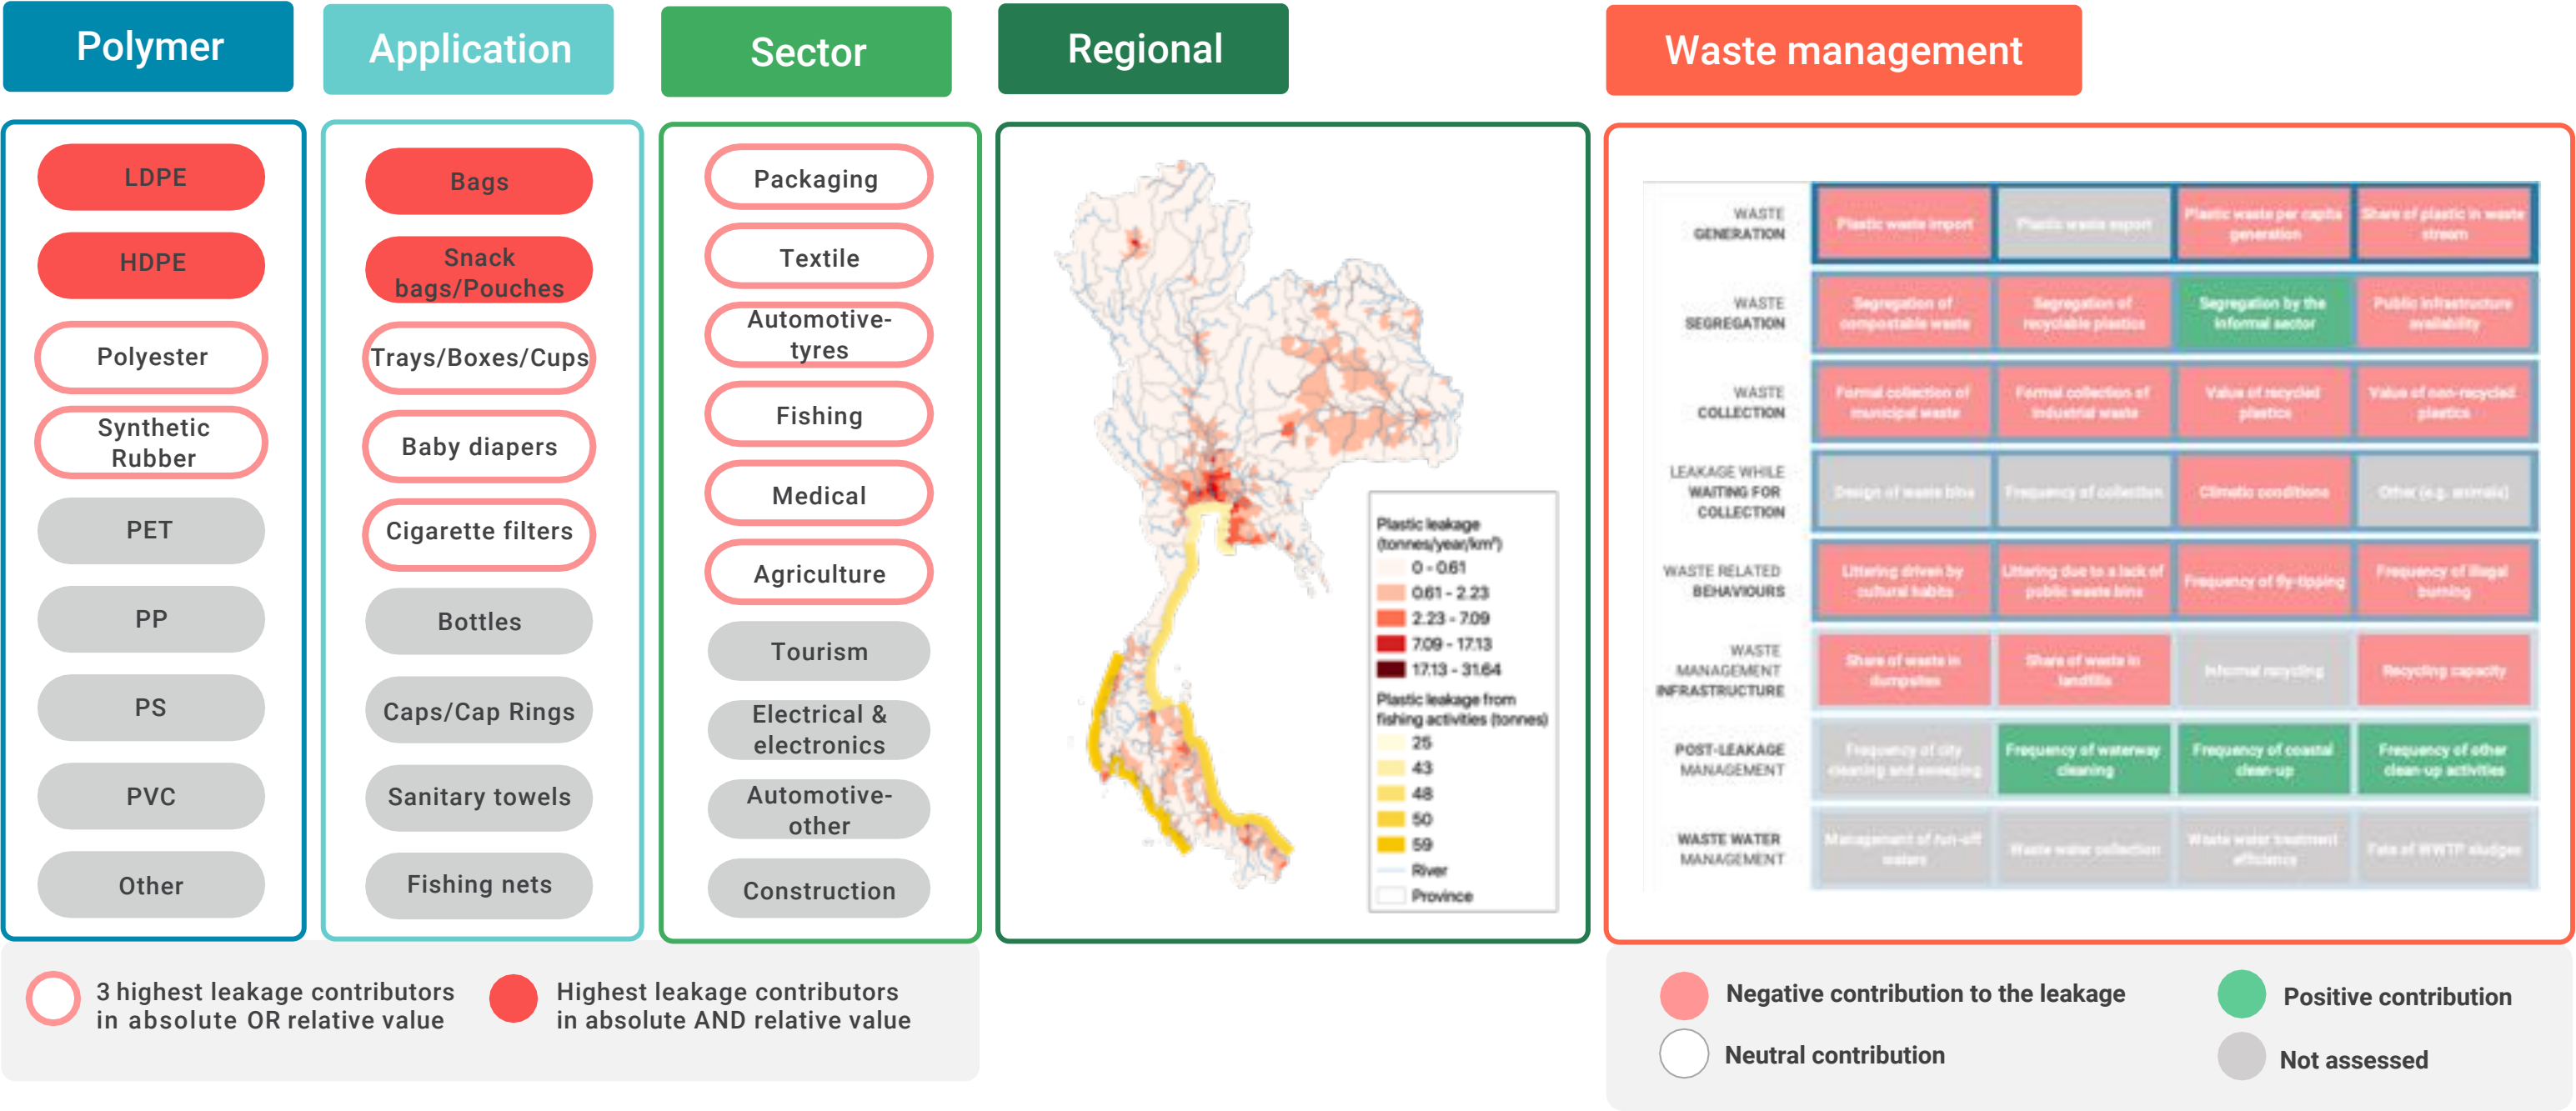 Polymer
Application
Sector
Regional
Waste management
LDPE
HDPE
Polyester
Synthetic
Rubber
PET
PP
PS
PVC
Other
Bags
Snack
bags/Pouches
Trays/Boxes/Cups
Baby diapers
Cigarette filters
Bottles
Caps/Cap Rings
Sanitary towels
Fishing nets
Packaging
Textile
Automotive-
tyres
Fishing
Medical
Agriculture
Tourism
Electrical &
electronics
Automotive-
other
Construction
Plastic leakage
(tonnes/year/km²)
0 - 0.61
0.61 - 2.23
2.23 - 7.09
7.09 - 17.13
17.13 - 31.64
Plastic leakage from
fishing activities (tonnes)
25
43
48
50
59
River
Province
WASTE
GENERATION
Plastic waste import
Plastic waste export
Plastic waste per capita
generation
Share of plastic in waste
stream
WASTE
SEGREGATION
Segregation of
compostable waste
Segregation of
recyclable plastics
Segregation by the
informal sector
Public infrastructure
availability
WASTE
COLLECTION
Formal collection of
municipal waste
Formal collection of
industrial waste
Value of recycled
plastics
Value of non-recycled
plastics
LEAKAGE WHILE
WAITING FOR
COLLECTION
Design of waste bins
Frequency of collection
Climatic conditions
Other (e.g. animals)
WASTE RELATED
BEHAVIOURS
Littering driven by
cultural habits
Littering due to a lack of
public waste bins
Frequency of fly-tipping
Frequency of illegal
burning
WASTE
MANAGEMENT
INFRASTRUCTURE
Share of waste in
dumpsites
Share of waste in
landfills
Informal recycling
Recycling capacity
POST-LEAKAGE
MANAGEMENT
Frequency of city
cleaning and sweeping
Frequency of waterway
cleaning
Frequency of coastal
clean-up
Frequency of other
clean-up activities
WASTE WATER
MANAGEMENT
Management of run-off
waters
Waste water collection
Waste water treatment
efficiency
Fate of WWTP sludges
3 highest leakage contributors
in absolute OR relative value
Highest leakage contributors
in absolute AND relative value
Negative contribution to the leakage
Positive contribution
Neutral contribution
Not assessed